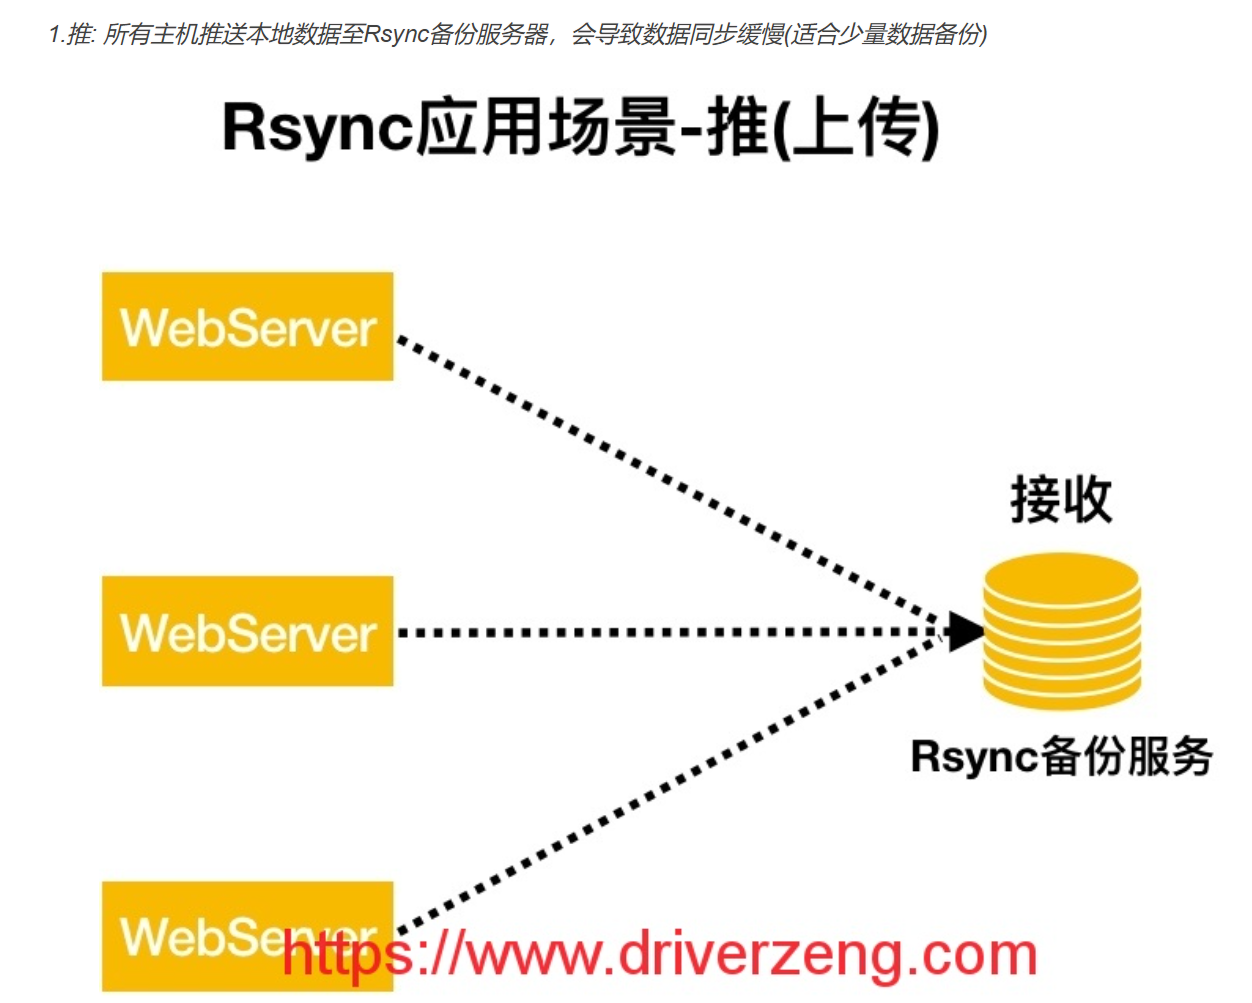 1.推: 所有主机推送本地数据至Rsync备份服务器，会导致数据同步缓慢(适合少量数据备份)
Rsync应用场景-推(上传)
WebServer
接收
WebServer
Rsync备份服务
WebServer
https://www.driverzeng.com